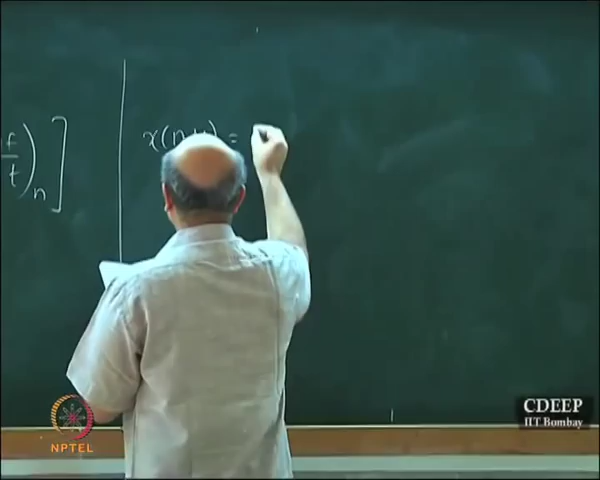 f
t
)n ]
x(n+1) =
NPTEL
CDEEP
IIT Bombay